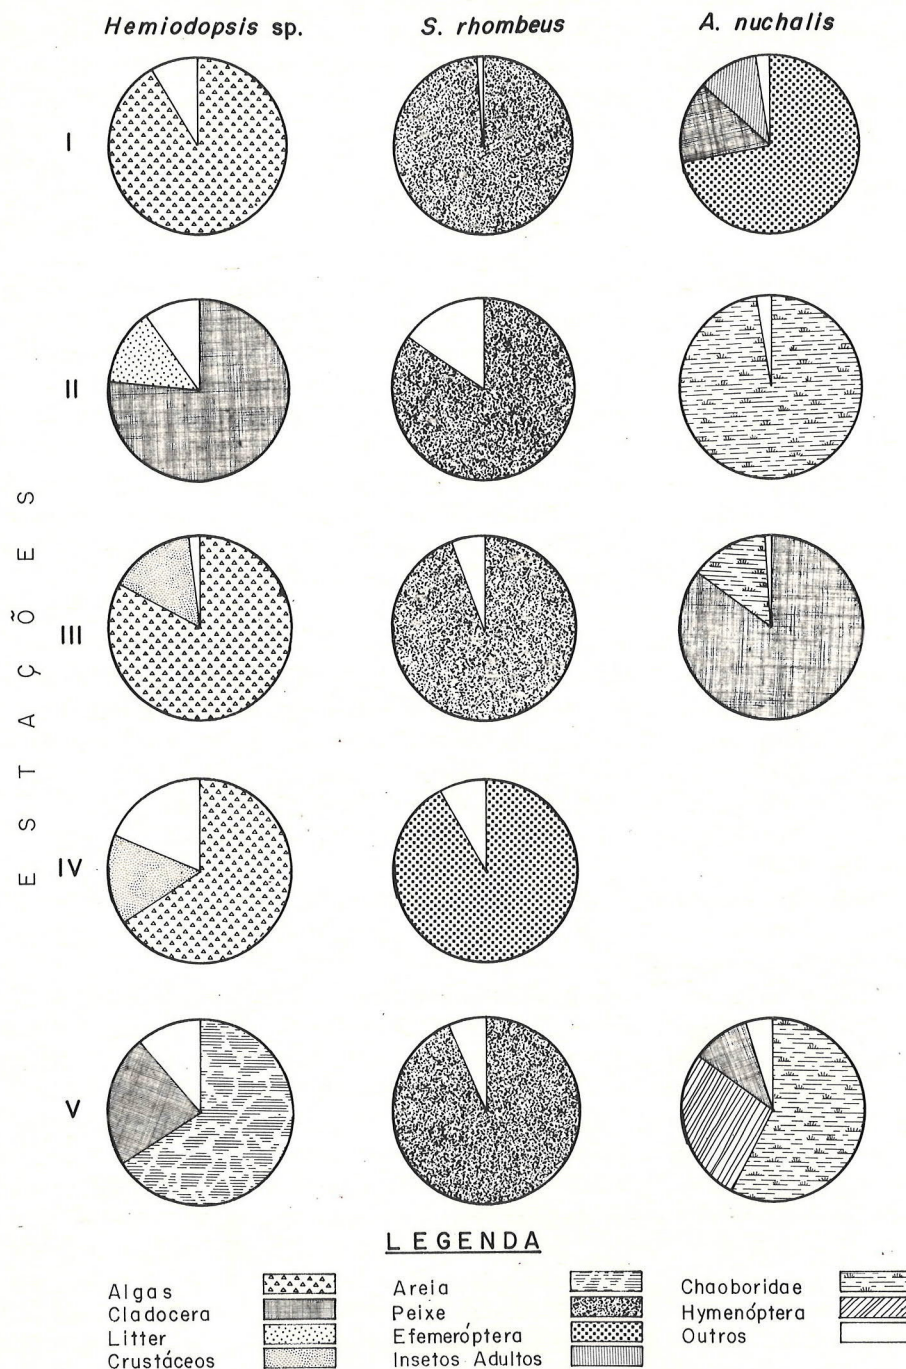 Hemiodopsis sp. S. rhombeus A. nuchalis
I
II
III
IV
V
ESTAÇÕES
LEGENDA
Algas
Cladocera
Litter
Crustáceos
Areia
Peixe
Efemeróptera
Insetos Adultos
Chaoboridae
Hymenóptera
Outros